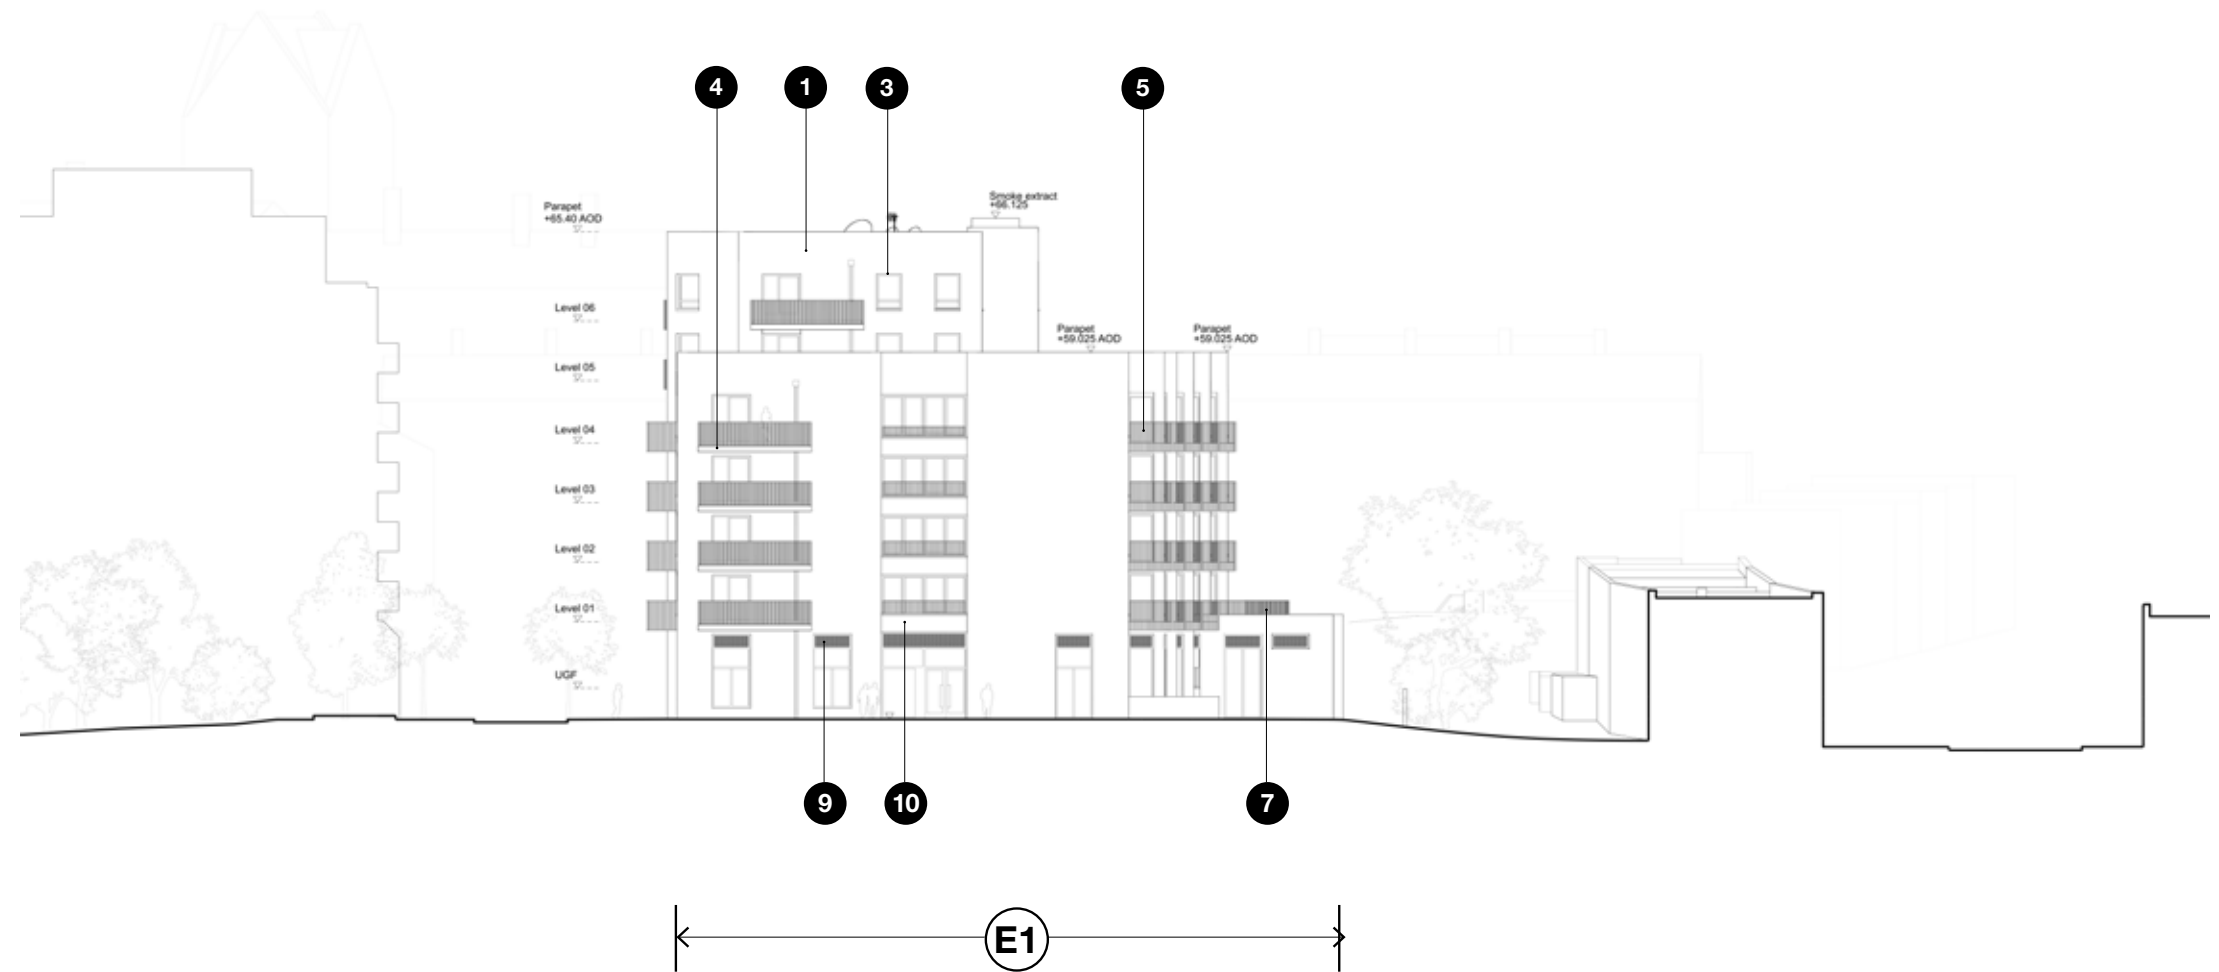 4
1
3
5
Smoke extract
+66.125
Parapet
+65.40 AOD
Level 06
Parapet
+59.025 AOD
Parapet
+59.025 AOD
Level 05
Level 04
Level 03
Level 02
Level 01
UGF
9
10
7
E1